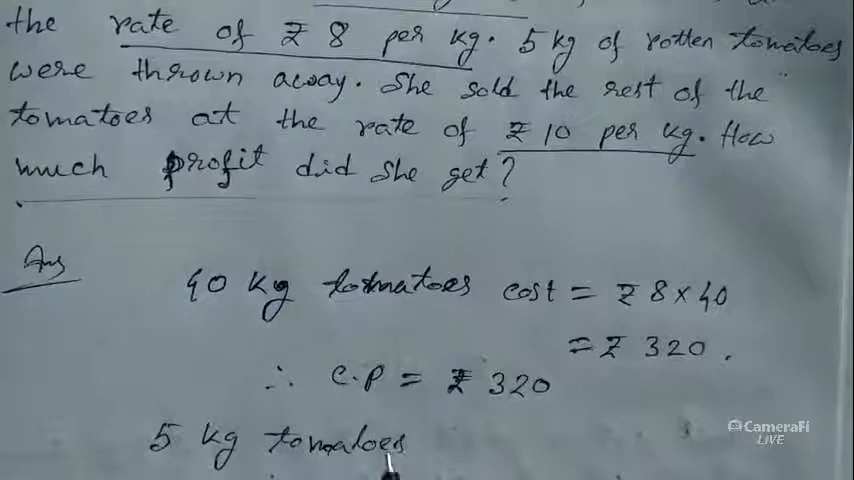 the rate of ₹ 8 per kg. 5 kg of rotten tomatoes
were thrown away. She sold the rest of the
tomatoes at the rate of ₹ 10 per kg. How
much profit did she get?
Ans
40 kg tomatoes cost = ₹ 8 × 40
= ₹ 320.
∴ C.P = ₹ 320
5 kg tomatoes
CameraFi
LIVE